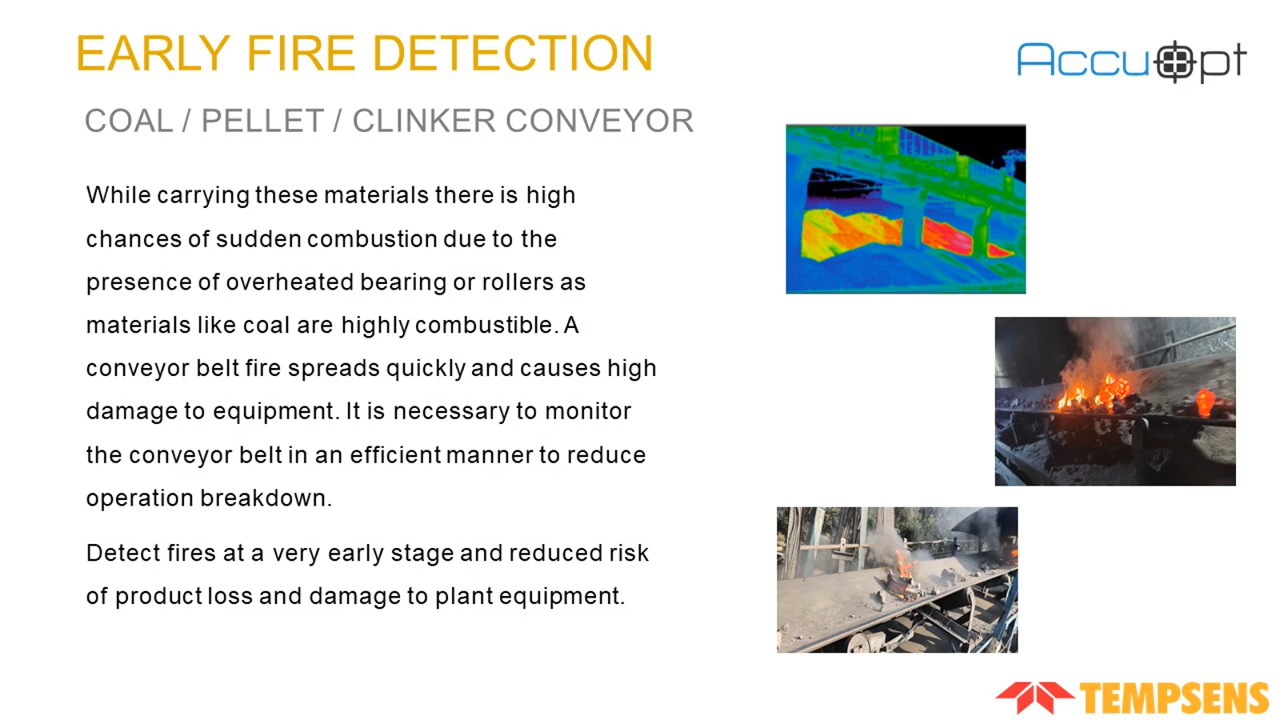 EARLY FIRE DETECTION
AccuOpt
COAL / PELLET / CLINKER CONVEYOR
While carrying these materials there is high
chances of sudden combustion due to the
presence of overheated bearing or rollers as
materials like coal are highly combustible. A
conveyor belt fire spreads quickly and causes high
damage to equipment. It is necessary to monitor
the conveyor belt in an efficient manner to reduce
operation breakdown.
Detect fires at a very early stage and reduced risk
of product loss and damage to plant equipment.
TEMPSENS